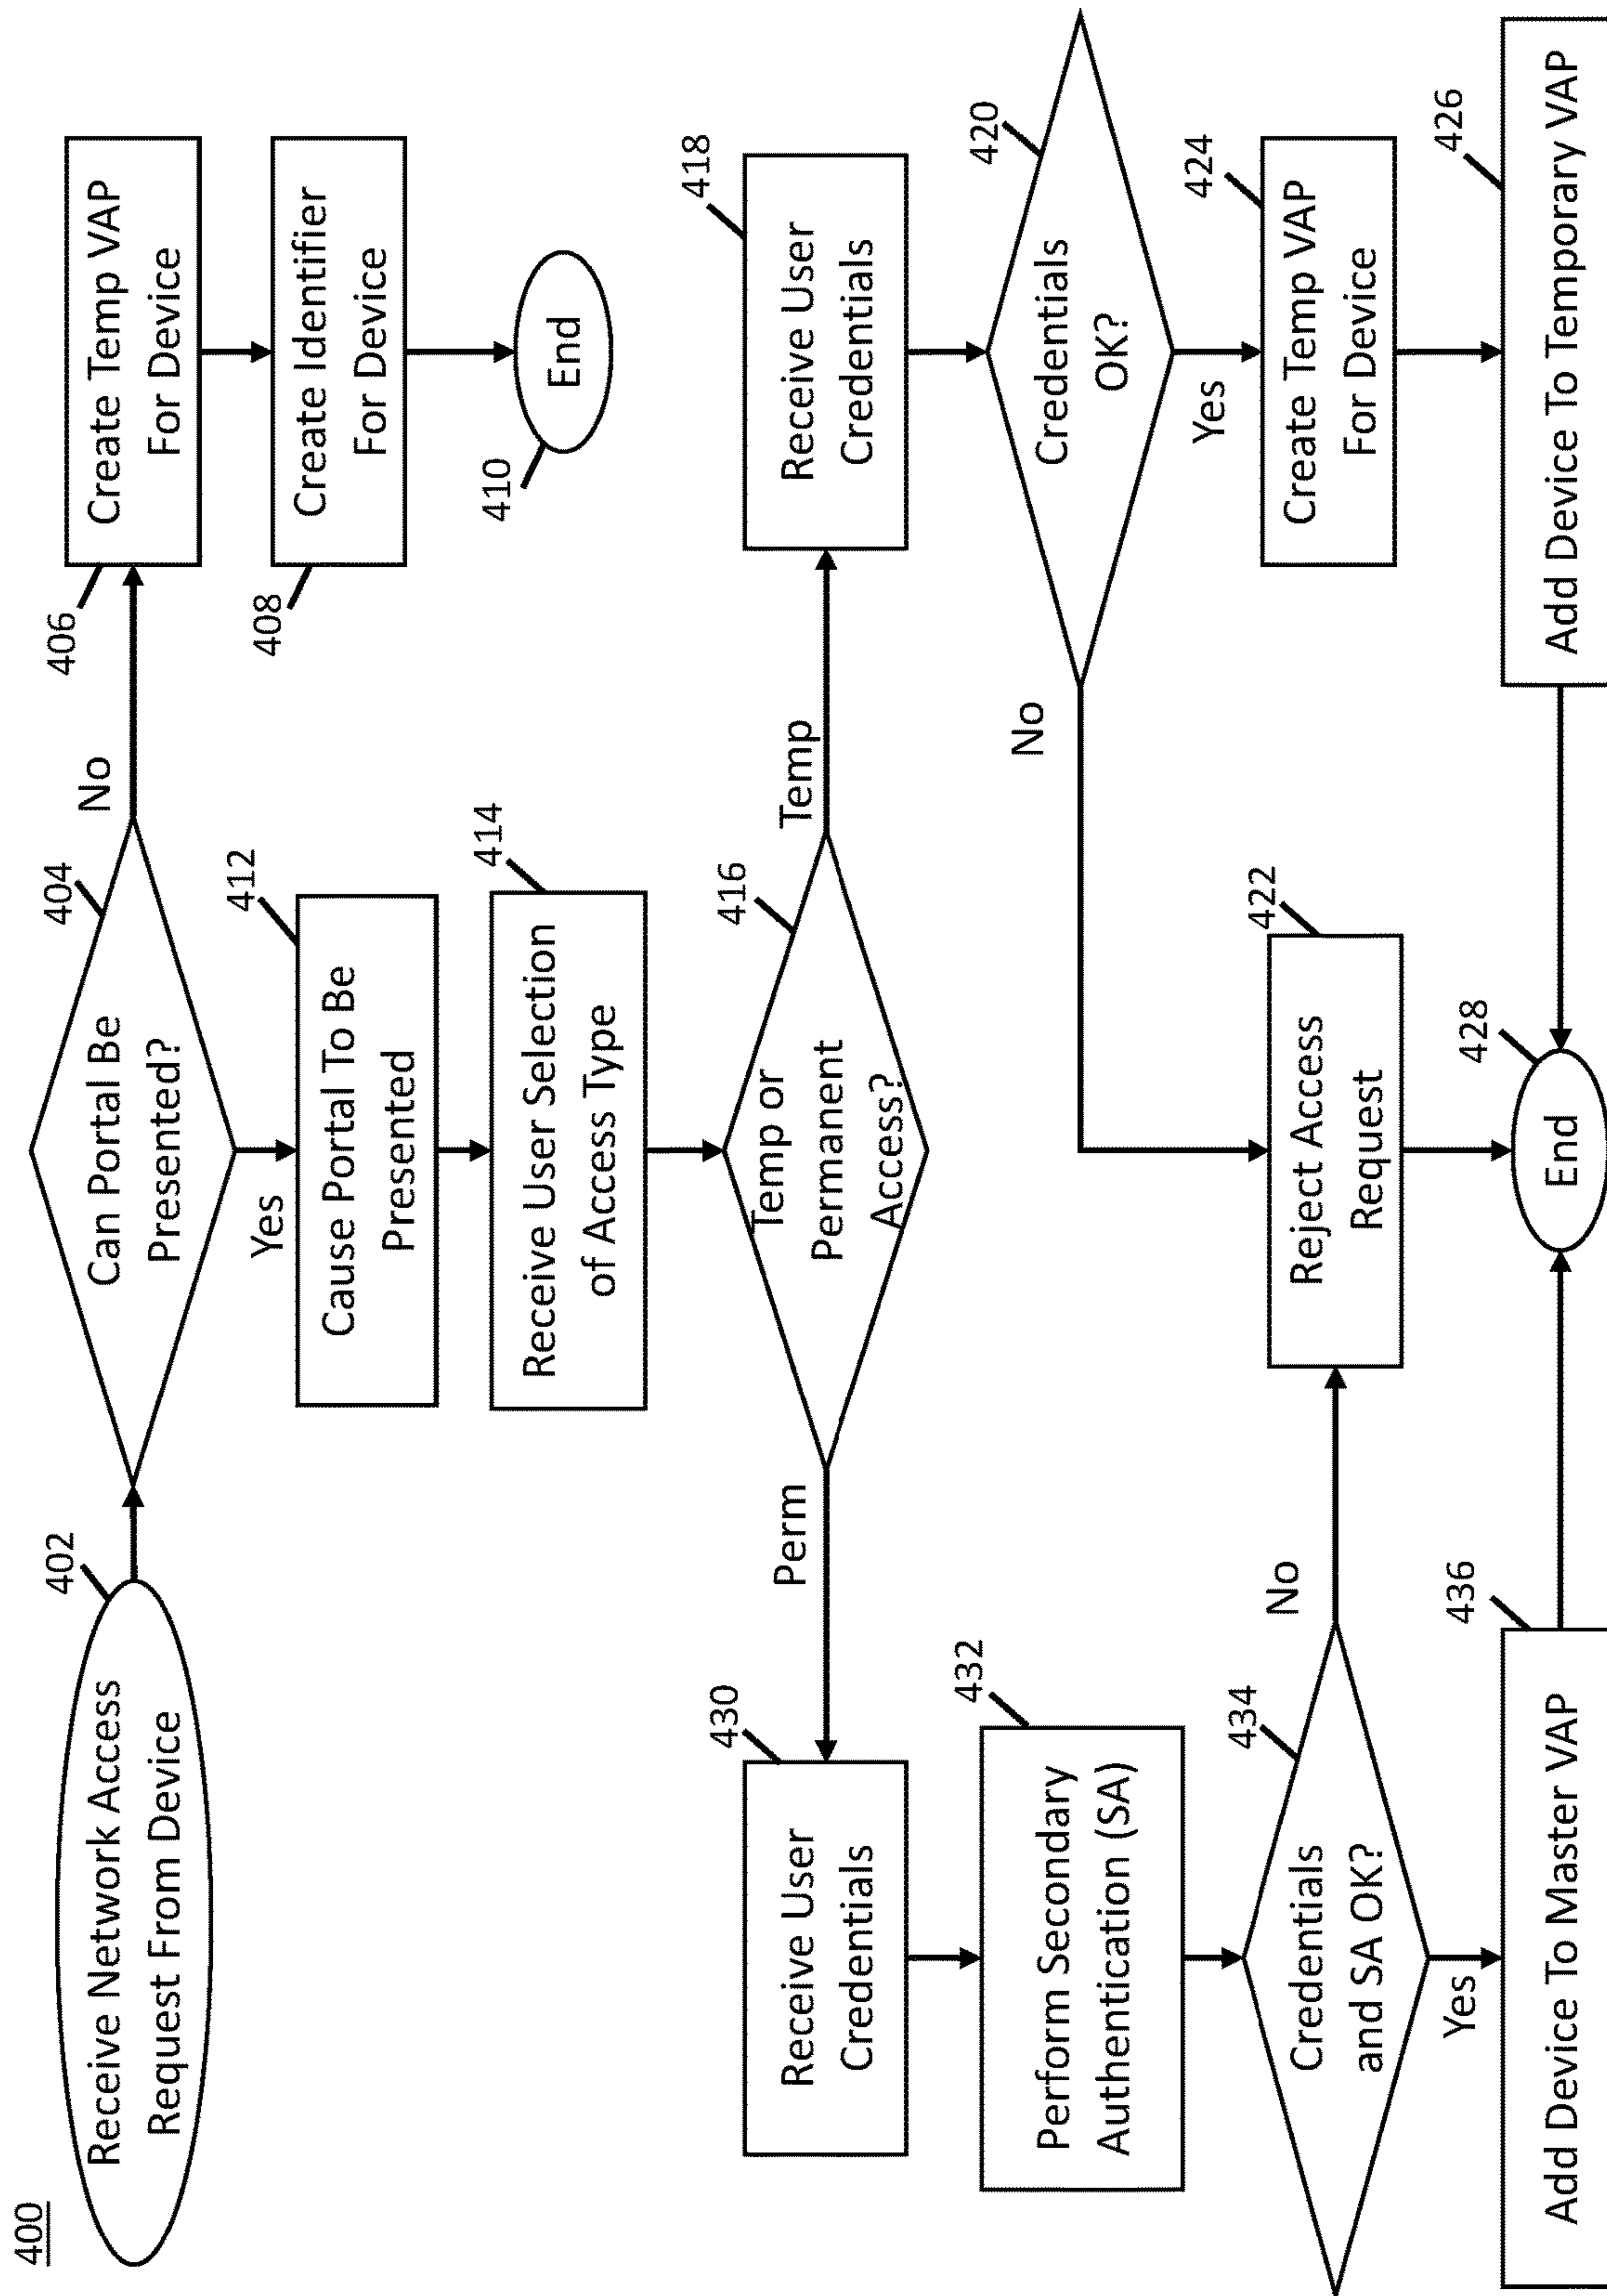 400
402
Receive Network Access
Request From Device
404
Can Portal Be
Presented?
No
Yes
406
Create Temp VAP
For Device
408
Create Identifier
For Device
410
End
412
Cause Portal To Be
Presented
414
Receive User Selection
of Access Type
416
Temp or
Permanent
Access?
Perm
Temp
418
Receive User
Credentials
420
Credentials
OK?
No
Yes
422
Reject Access
Request
424
Create Temp VAP
For Device
426
Add Device To Temporary VAP
428
End
430
Receive User
Credentials
432
Perform Secondary
Authentication (SA)
434
Credentials
and SA OK?
No
Yes
436
Add Device To Master VAP